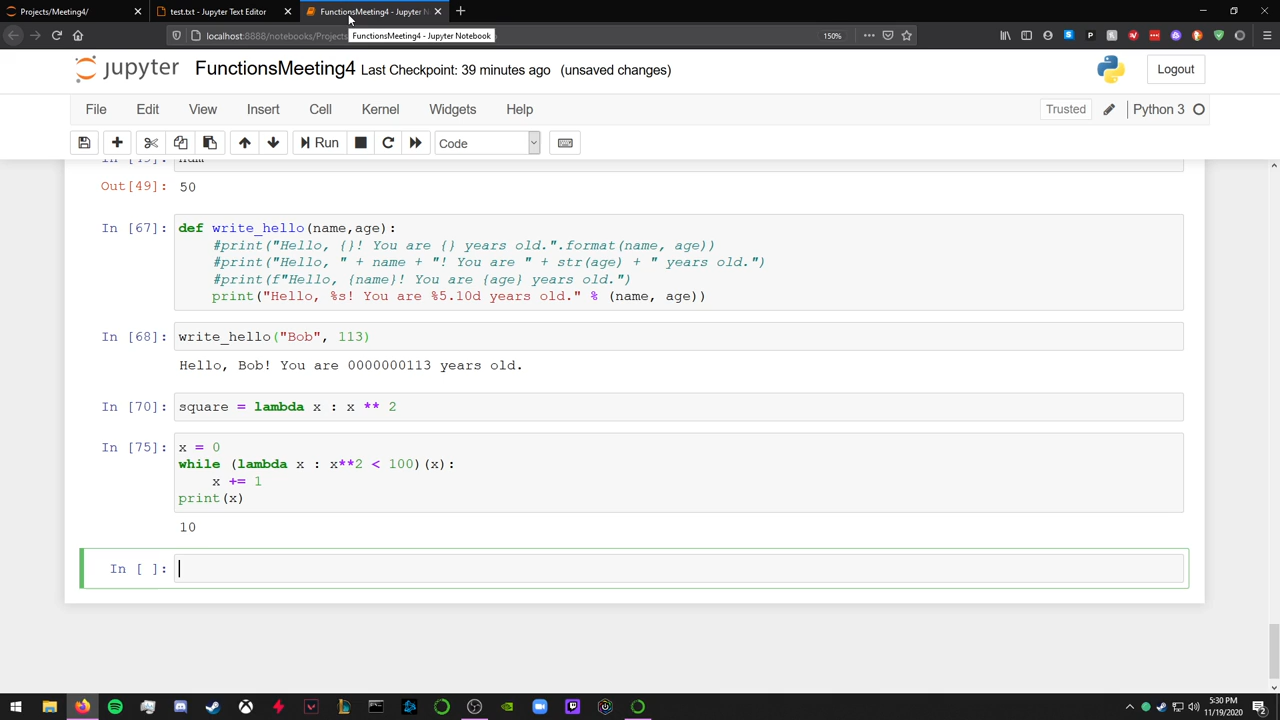 Projects/Meeting4/
test.txt - Jupyter Text Editor
FunctionsMeeting4 - Jupyter N
localhost:8888/notebooks/Projects
FunctionsMeeting4 - Jupyter Notebook
150%
jupyter FunctionsMeeting4 Last Checkpoint: 39 minutes ago (unsaved changes)
Logout
File Edit View Insert Cell Kernel Widgets Help
Trusted
Python 3
Run
Code
In [49]: num
Out[49]: 50
In [67]: def write_hello(name,age):
#print("Hello, {}! You are {} years old.".format(name, age))
#print("Hello, " + name + "! You are " + str(age) + " years old.")
#print(f"Hello, {name}! You are {age} years old.")
print("Hello, %s! You are %5.10d years old." % (name, age))
In [68]: write_hello("Bob", 113)
Hello, Bob! You are 0000000113 years old.
In [70]: square = lambda x : x ** 2
In [75]: x = 0
while (lambda x : x**2 < 100)(x):
x += 1
print(x)
10
In [ ]:
5:30 PM
11/19/2020
2